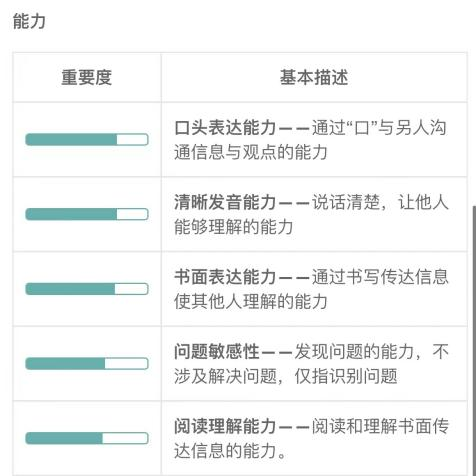 能力
重要度
基本描述
口头表达能力——通过“口”与另人沟
通信息与观点的能力
清晰发音能力——说话清楚，让他人
能够理解的能力
书面表达能力——通过书写传达信息
使其他人理解的能力
问题敏感性——发现问题的能力，不
涉及解决问题，仅指识别问题
阅读理解能力——阅读和理解书面传
达信息的能力。